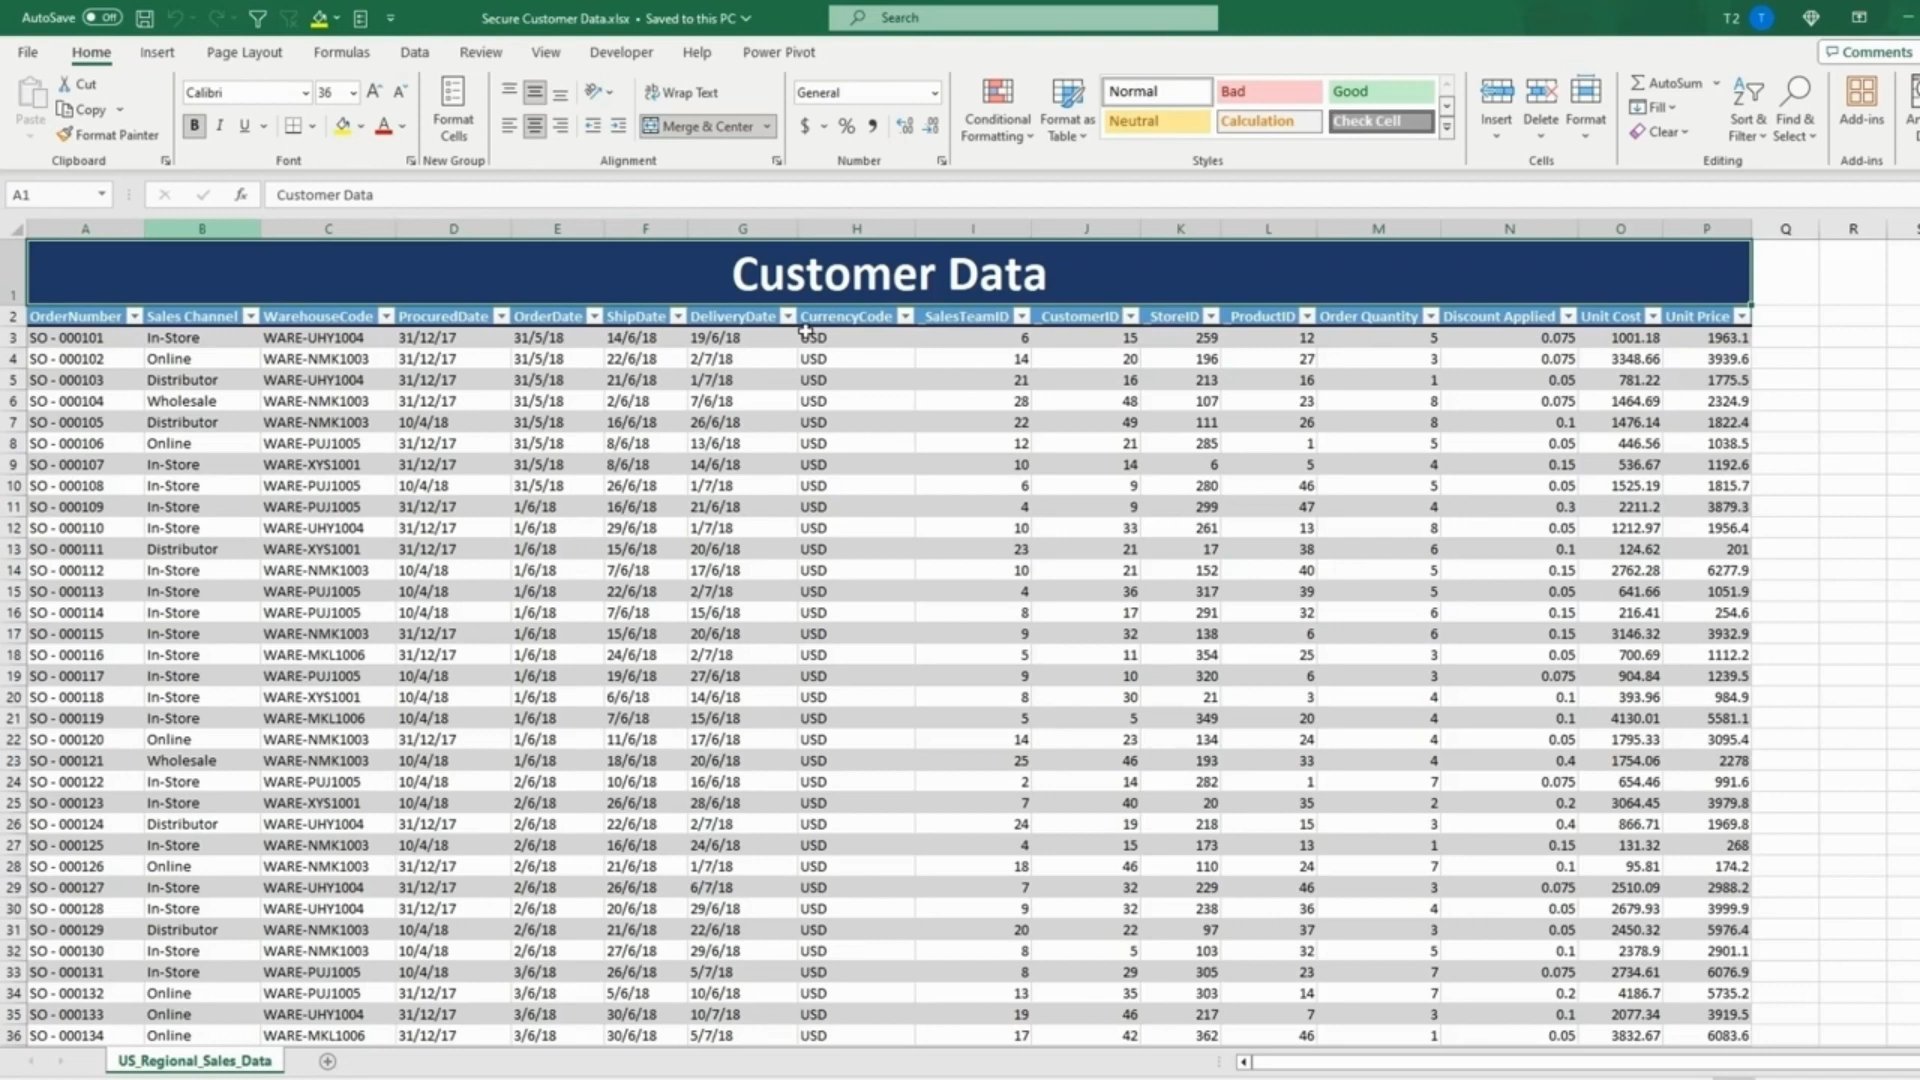 AutoSave Off Secure Customer Data.xlsx • Saved to this PC Search T2 T
File Home Insert Page Layout Formulas Data Review View Developer Help Power Pivot Comments
Paste Cut Copy Format Painter Clipboard
Calibri 36 A A B I U A Font
Format Cells New Group
Wrap Text Merge & Center Alignment
General $ % Number
Conditional Formatting Format as Table Normal Bad Good Neutral Calculation Check Cell Styles
Insert Delete Format Cells
AutoSum Fill Clear Sort & Filter Find & Select Editing
Add-ins Add-ins
A1 fx Customer Data
A B C D E F G H I J K L M N O P Q R S
1 Customer Data
2 OrderNumber Sales Channel WarehouseCode ProcuredDate OrderDate ShipDate DeliveryDate CurrencyCode _SalesTeamID _CustomerID _StoreID _ProductID Order Quantity Discount Applied Unit Cost Unit Price
3 SO - 000101 In-Store WARE-UHY1004 31/12/17 31/5/18 14/6/18 19/6/18 USD 6 15 259 12 5 0.075 1001.18 1963.1
4 SO - 000102 Online WARE-NMK1003 31/12/17 31/5/18 22/6/18 2/7/18 USD 14 20 196 27 3 0.075 3348.66 3939.6
5 SO - 000103 Distributor WARE-UHY1004 31/12/17 31/5/18 21/6/18 1/7/18 USD 21 16 213 16 1 0.05 781.22 1775.5
6 SO - 000104 Wholesale WARE-NMK1003 31/12/17 31/5/18 2/6/18 7/6/18 USD 28 48 107 23 8 0.075 1464.69 2324.9
7 SO - 000105 Distributor WARE-NMK1003 10/4/18 31/5/18 16/6/18 26/6/18 USD 22 49 111 26 8 0.1 1476.14 1822.4
8 SO - 000106 Online WARE-PUJ1005 31/12/17 31/5/18 8/6/18 13/6/18 USD 12 21 285 1 5 0.05 446.56 1038.5
9 SO - 000107 In-Store WARE-XYS1001 31/12/17 31/5/18 8/6/18 14/6/18 USD 10 14 6 5 4 0.15 536.67 1192.6
10 SO - 000108 In-Store WARE-PUJ1005 10/4/18 31/5/18 26/6/18 1/7/18 USD 6 9 280 46 5 0.05 1525.19 1815.7
11 SO - 000109 In-Store WARE-PUJ1005 31/12/17 1/6/18 16/6/18 21/6/18 USD 4 9 299 47 4 0.3 2211.2 3879.3
12 SO - 000110 In-Store WARE-UHY1004 31/12/17 1/6/18 29/6/18 1/7/18 USD 10 33 261 13 8 0.05 1212.97 1956.4
13 SO - 000111 Distributor WARE-XYS1001 31/12/17 1/6/18 15/6/18 20/6/18 USD 23 21 17 38 6 0.1 124.62 201
14 SO - 000112 In-Store WARE-NMK1003 10/4/18 1/6/18 7/6/18 17/6/18 USD 10 21 152 40 5 0.15 2762.28 6277.9
15 SO - 000113 In-Store WARE-PUJ1005 10/4/18 1/6/18 22/6/18 2/7/18 USD 4 36 317 39 5 0.05 641.66 1051.9
16 SO - 000114 In-Store WARE-PUJ1005 10/4/18 1/6/18 7/6/18 15/6/18 USD 8 17 291 32 6 0.15 216.41 254.6
17 SO - 000115 In-Store WARE-NMK1003 31/12/17 1/6/18 15/6/18 20/6/18 USD 9 32 138 6 6 0.15 3146.32 3932.9
18 SO - 000116 In-Store WARE-MKL1006 31/12/17 1/6/18 24/6/18 2/7/18 USD 5 11 354 25 3 0.05 700.69 1112.2
19 SO - 000117 In-Store WARE-PUJ1005 10/4/18 1/6/18 19/6/18 27/6/18 USD 9 10 320 6 3 0.075 904.84 1239.5
20 SO - 000118 In-Store WARE-XYS1001 10/4/18 1/6/18 6/6/18 14/6/18 USD 8 30 21 3 4 0.1 393.96 984.9
21 SO - 000119 In-Store WARE-MKL1006 10/4/18 1/6/18 7/6/18 15/6/18 USD 5 5 349 20 4 0.1 4130.01 5581.1
22 SO - 000120 Online WARE-NMK1003 31/12/17 1/6/18 11/6/18 17/6/18 USD 14 23 134 24 4 0.05 1795.33 3095.4
23 SO - 000121 Wholesale WARE-NMK1003 10/4/18 1/6/18 18/6/18 20/6/18 USD 25 46 193 33 4 0.4 1754.06 2278
24 SO - 000122 In-Store WARE-PUJ1005 10/4/18 2/6/18 10/6/18 16/6/18 USD 2 14 282 1 7 0.075 654.46 991.6
25 SO - 000123 In-Store WARE-XYS1001 10/4/18 2/6/18 26/6/18 28/6/18 USD 7 40 20 35 2 0.2 3064.45 3979.8
26 SO - 000124 Distributor WARE-UHY1004 31/12/17 2/6/18 22/6/18 2/7/18 USD 24 19 218 15 3 0.4 866.71 1969.8
27 SO - 000125 In-Store WARE-NMK1003 10/4/18 2/6/18 16/6/18 24/6/18 USD 4 15 173 13 1 0.15 131.32 268
28 SO - 000126 Online WARE-NMK1003 31/12/17 2/6/18 21/6/18 1/7/18 USD 18 46 110 24 7 0.1 95.81 174.2
29 SO - 000127 In-Store WARE-UHY1004 31/12/17 2/6/18 26/6/18 6/7/18 USD 7 32 229 46 3 0.075 2510.09 2988.2
30 SO - 000128 In-Store WARE-UHY1004 31/12/17 2/6/18 20/6/18 29/6/18 USD 9 32 238 36 4 0.05 2679.93 3999.9
31 SO - 000129 Distributor WARE-NMK1003 10/4/18 2/6/18 21/6/18 22/6/18 USD 20 22 97 37 3 0.05 2450.32 5976.4
32 SO - 000130 In-Store WARE-NMK1003 10/4/18 2/6/18 27/6/18 29/6/18 USD 8 5 103 32 5 0.1 2378.9 2901.1
33 SO - 000131 In-Store WARE-PUJ1005 10/4/18 3/6/18 26/6/18 5/7/18 USD 8 29 305 23 7 0.075 2734.61 6076.9
34 SO - 000132 Online WARE-PUJ1005 31/12/17 3/6/18 5/6/18 10/6/18 USD 13 35 303 14 7 0.2 4186.7 5735.2
35 SO - 000133 Online WARE-UHY1004 31/12/17 3/6/18 30/6/18 10/7/18 USD 19 46 217 7 3 0.1 2077.34 3919.5
36 SO - 000134 Online WARE-MKL1006 31/12/17 3/6/18 30/6/18 5/7/18 USD 17 42 362 46 1 0.05 3832.67 6083.6
US_Regional_Sales_Data